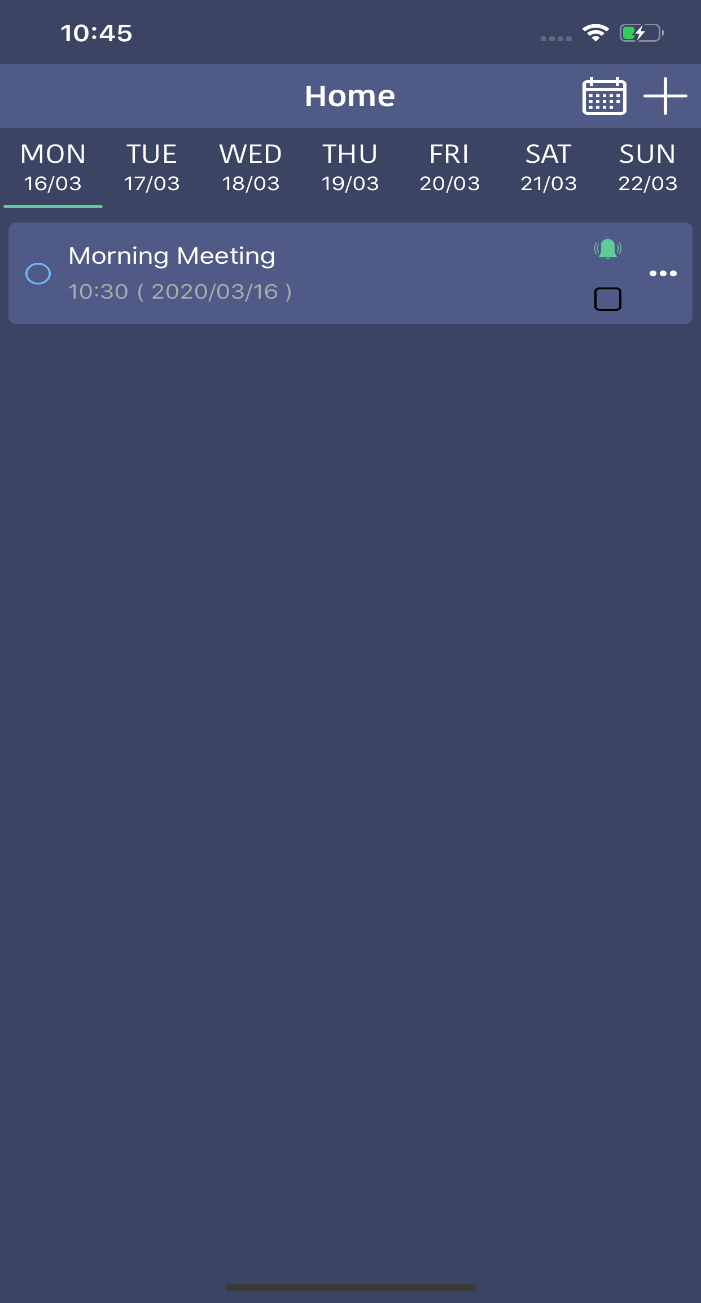 10:45
Home
MON TUE WED THU FRI SAT SUN
16/03 17/03 18/03 19/03 20/03 21/03 22/03
Morning Meeting
10:30 ( 2020/03/16 )